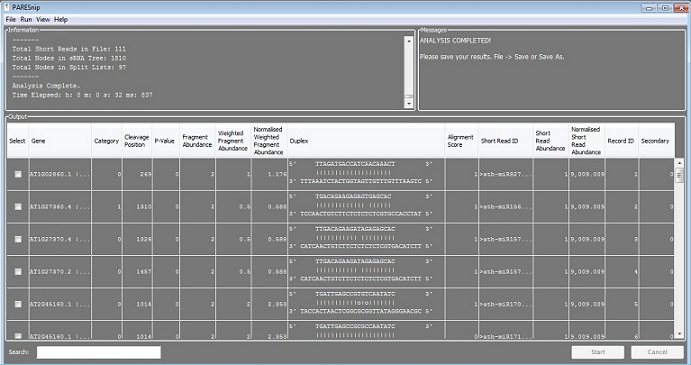 PARESnip
File Run View Help
Information
-------
Total Short Reads in File: 111
Total Nodes in sRNA Tree: 1810
Total Nodes in Split Lists: 97
-------
Analysis Complete.
Time Elapsed: h: 0 m: 0 s: 32 ms: 837
Messages
ANALYSIS COMPLETED!
Please save your results. File -> Save or Save As.
Output
Select Gene Category Cleavage Position P-Value Fragment Abundance Weighted Fragment Abundance Normalised Weighted Fragment Abundance Duplex Alignment Score Short Read ID Short Read Abundance Normalised Short Read Abundance Record ID Secondary
5' TTAGATGACCATCAACAAACT 3'
AT1G02860.1 |... 0 269 0 2 1 1.176 ||||||||||||||||||||| 1 >ath-miR827... 1 9,009.009 1 0
3' TTTAAATCTACTGGTAGTTGTTTGTTTAAGTC 5'
5' TGACAGAAGAGAGTGAGCAC 3'
AT1G27360.4 |... 1 1310 0 2 0.5 0.588 1 >ath-miR156... 1 9,009.009 2 0
3' TCCAACTGTCTTCTCTCTCTCGTGCCACCTAT 5'
5' TTGACAGAAGATAGAGAGCAC 3'
AT1G27370.4 |... 0 1326 0 2 0.5 0.588 1 >ath-miR157... 1 9,009.009 3 0
3' CATCAACTGTCTTCTCTCTCTCGTGACATCTT 5'
5' TTGACAGAAGATAGAGAGCAC 3'
AT1G27370.2 |... 0 1457 0 2 0.5 0.588 1 >ath-miR157... 1 9,009.009 4 0
3' CATCAACTGTCTTCTCTCTCTCGTGACATCTT 5'
5' TGATTGAGCCGTGTCAATATC 3'
AT2G45160.1 |... 0 1014 0 2 2 2.353 1 >ath-miR170... 1 9,009.009 5 0
3' TACCACTAACTCGGCGCGGTTATAGGGAACGC 5'
5' TGATTGAGCCGCGCCAATATC 3'
AT2G45160.1 |... 0 1014 0 2 2 2.353 0 >ath-miR171... 1 9,009.009 6 0
Search:
Start Cancel